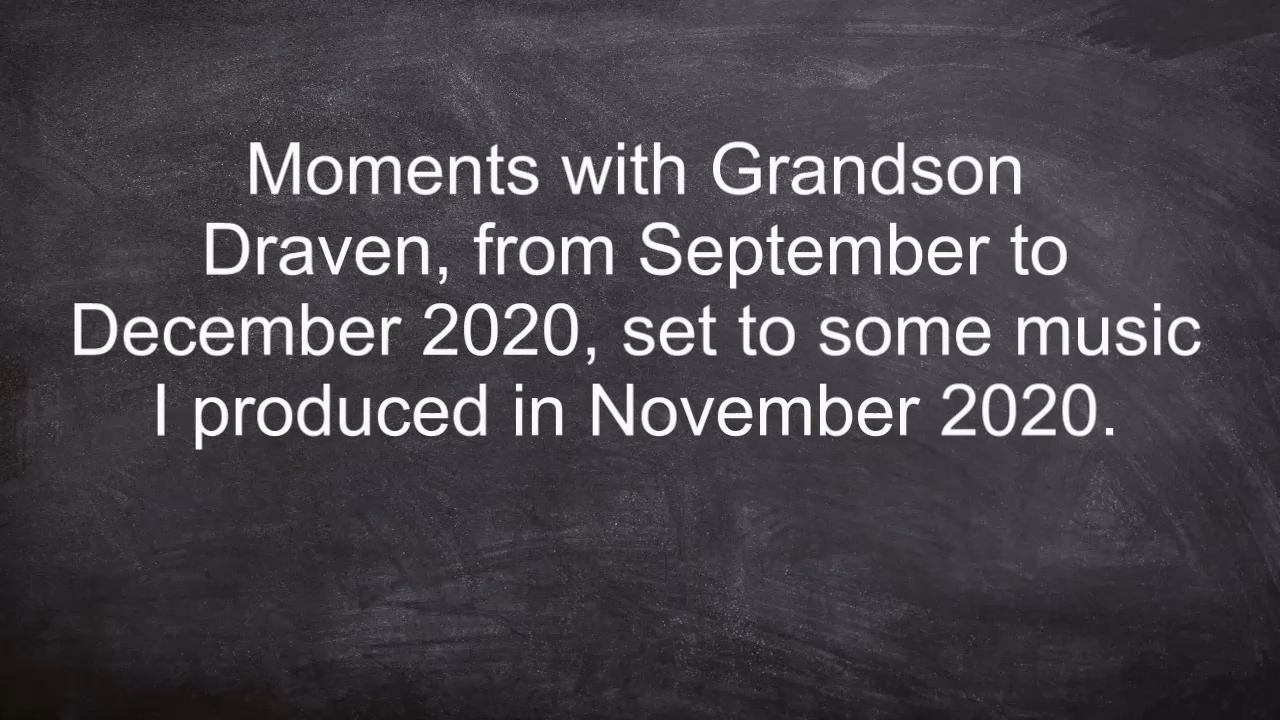 Moments with Grandson
Draven, from September to
December 2020, set to some music
I produced in November 2020.